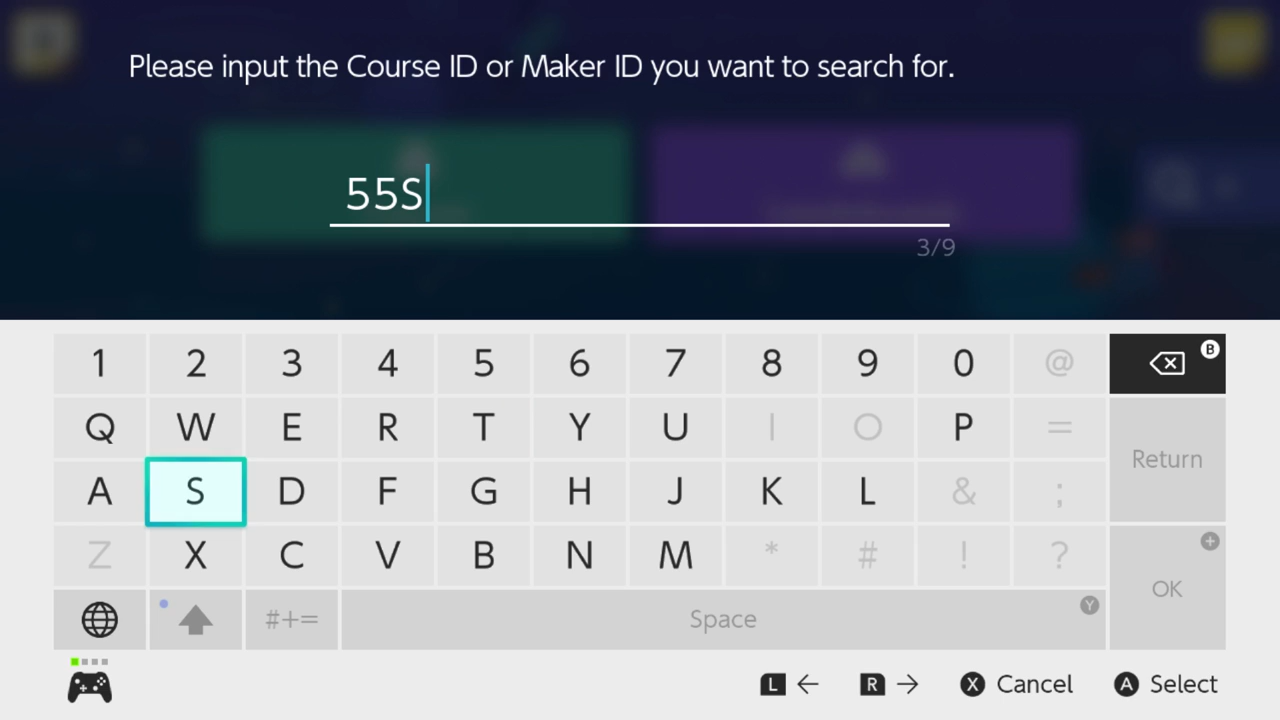 Please input the Course ID or Maker ID you want to search for.
55S
3/9
1 2 3 4 5 6 7 8 9 0 @ B
Q W E R T Y U I O P =
Return
A S D F G H J K L & ;
Z X C V B N M * # ! ?
OK
#+= Space Y
L ← R → X Cancel A Select